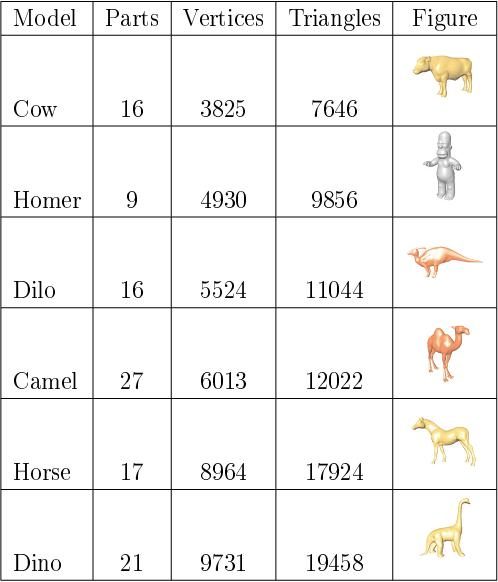 Model Parts Vertices Triangles Figure
Cow 16 3825 7646
Homer 9 4930 9856
Dilo 16 5524 11044
Camel 27 6013 12022
Horse 17 8964 17924
Dino 21 9731 19458